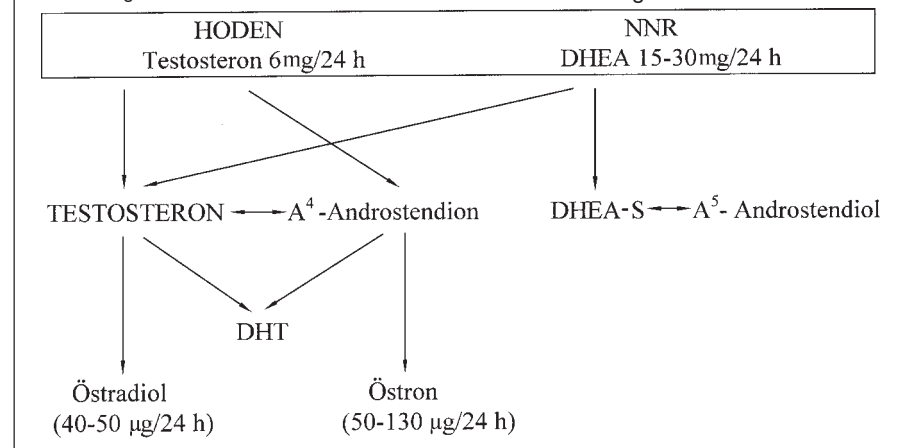 HODEN
Testosteron 6mg/24 h
NNR
DHEA 15-30mg/24 h
TESTOSTERON
A⁴-Androstendion
DHEA-S
A⁵- Androstendiol
DHT
Östradiol
(40-50 µg/24 h)
Östron
(50-130 µg/24 h)